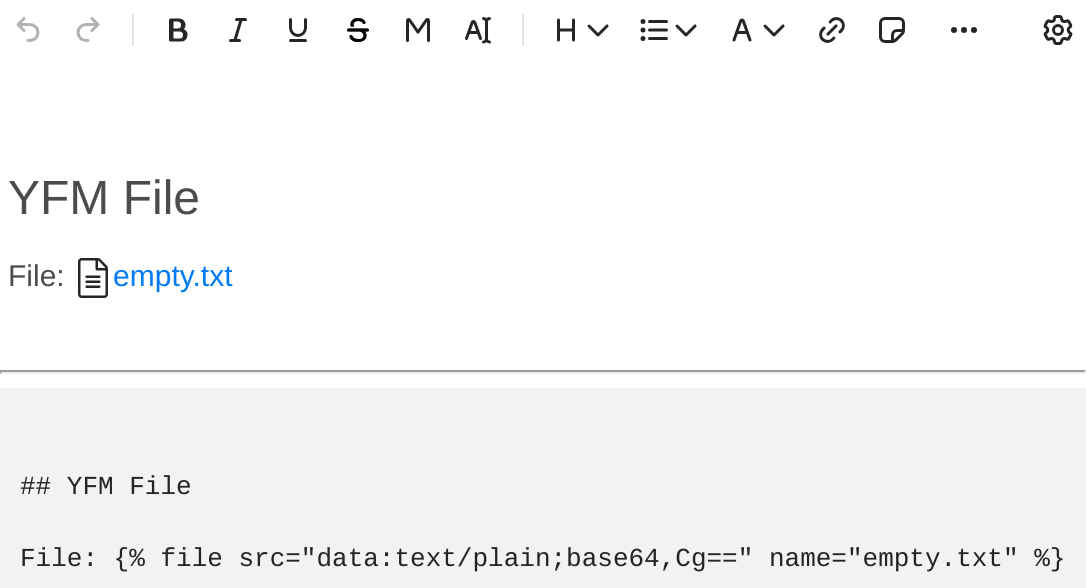 B I U S M A H A
YFM File
File: empty.txt
## YFM File
File: {% file src="data:text/plain;base64,Cg==" name="empty.txt" %}